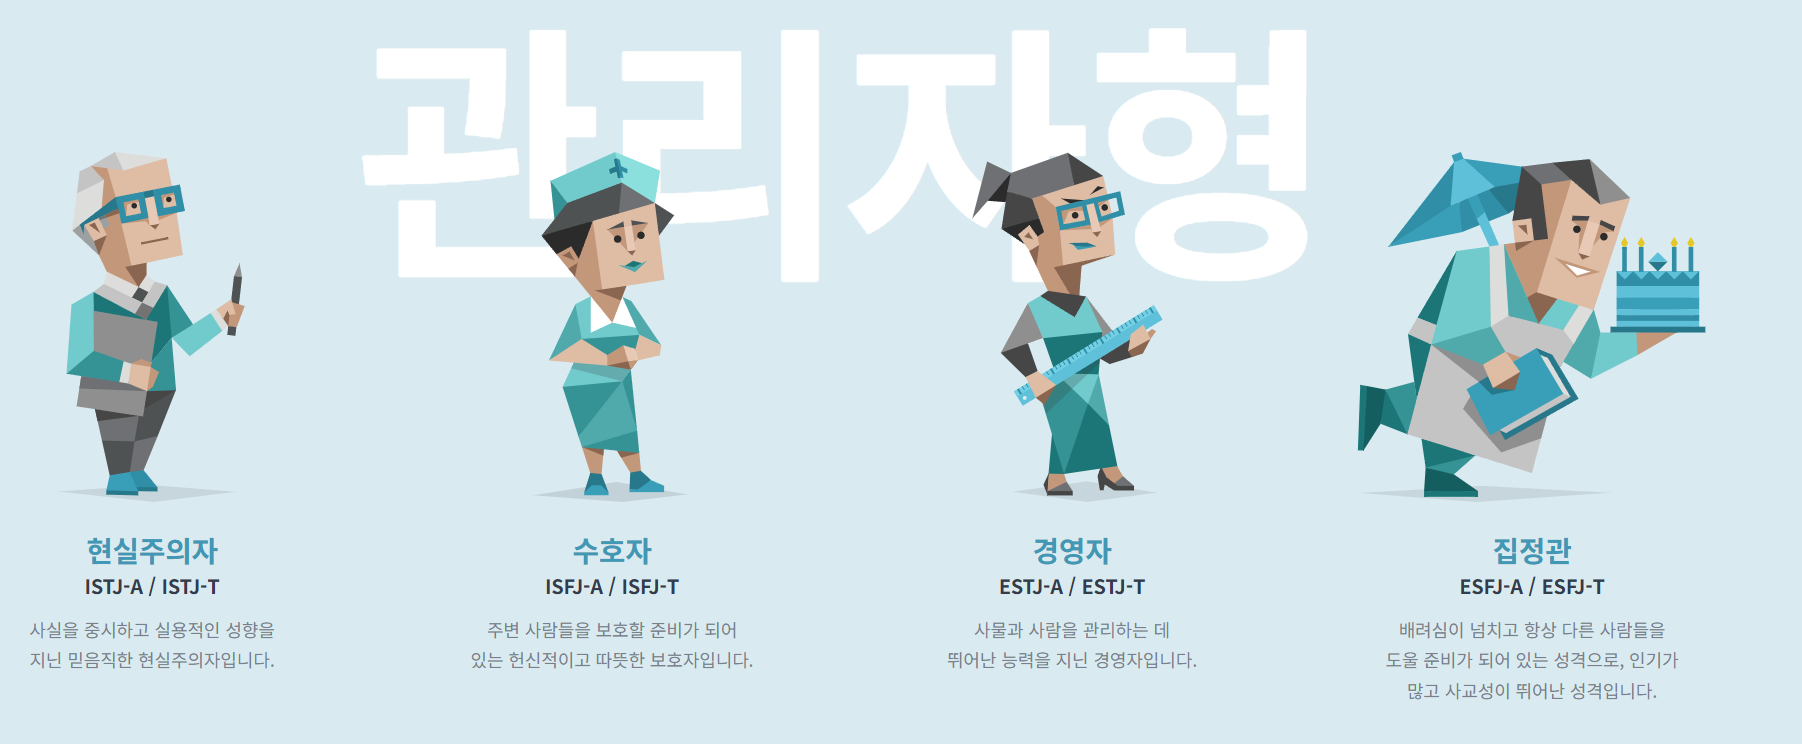 관리자형
현실주의자
ISTJ-A / ISTJ-T
사실을 중시하고 실용적인 성향을
지닌 믿음직한 현실주의자입니다.
수호자
ISFJ-A / ISFJ-T
주변 사람들을 보호할 준비가 되어
있는 헌신적이고 따뜻한 보호자입니다.
경영자
ESTJ-A / ESTJ-T
사물과 사람을 관리하는 데
뛰어난 능력을 지닌 경영자입니다.
집정관
ESFJ-A / ESFJ-T
배려심이 넘치고 항상 다른 사람들을
도울 준비가 되어 있는 성격으로, 인기가
많고 사교성이 뛰어난 성격입니다.